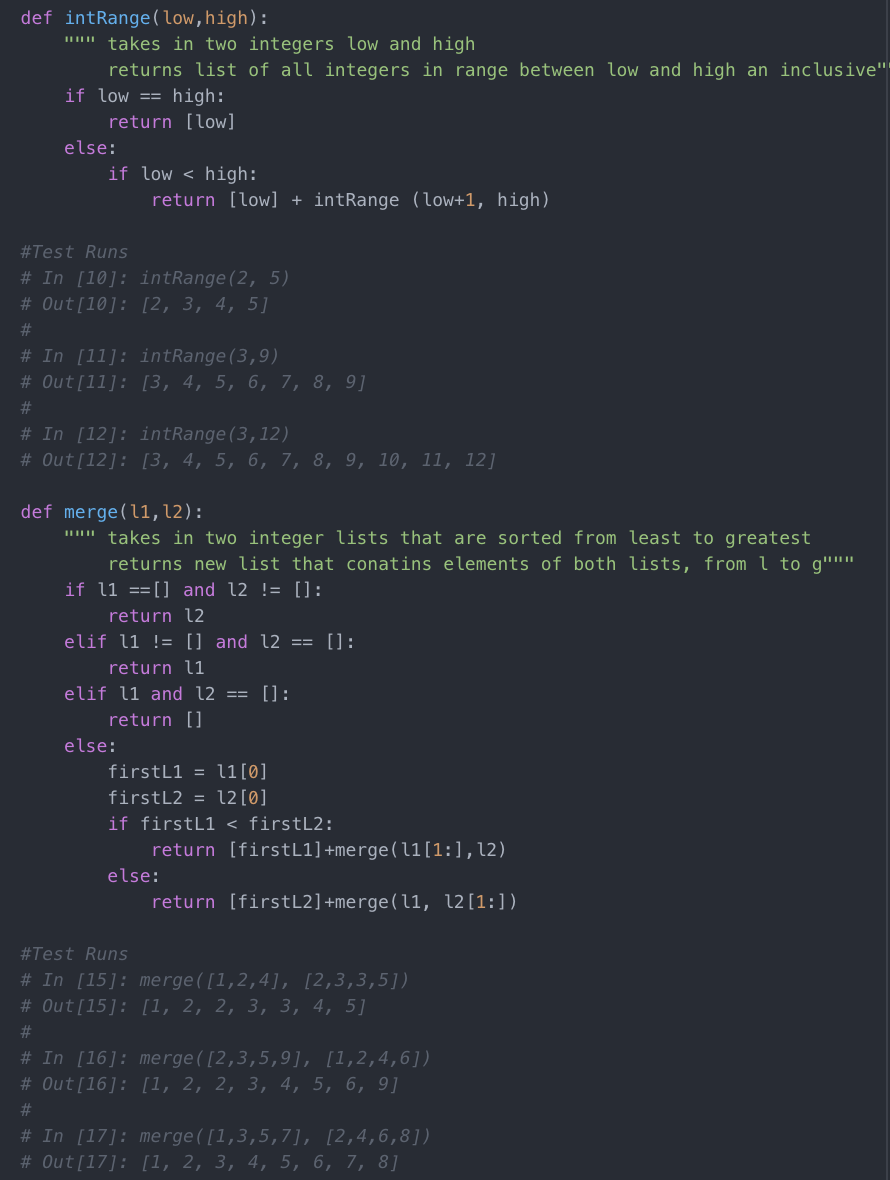 def intRange(low,high):
    """ takes in two integers low and high
        returns list of all integers in range between low and high an inclusive""
    if low == high:
        return [low]
    else:
        if low < high:
            return [low] + intRange (low+1, high)

#Test Runs
# In [10]: intRange(2, 5)
# Out[10]: [2, 3, 4, 5]
#
# In [11]: intRange(3,9)
# Out[11]: [3, 4, 5, 6, 7, 8, 9]
#
# In [12]: intRange(3,12)
# Out[12]: [3, 4, 5, 6, 7, 8, 9, 10, 11, 12]

def merge(l1,l2):
    """ takes in two integer lists that are sorted from least to greatest
        returns new list that conatins elements of both lists, from l to g"""
    if l1 ==[] and l2 != []:
        return l2
    elif l1 != [] and l2 == []:
        return l1
    elif l1 and l2 == []:
        return []
    else:
        firstL1 = l1[0]
        firstL2 = l2[0]
        if firstL1 < firstL2:
            return [firstL1]+merge(l1[1:],l2)
        else:
            return [firstL2]+merge(l1, l2[1:])

#Test Runs
# In [15]: merge([1,2,4], [2,3,3,5])
# Out[15]: [1, 2, 2, 3, 3, 4, 5]
#
# In [16]: merge([2,3,5,9], [1,2,4,6])
# Out[16]: [1, 2, 2, 3, 4, 5, 6, 9]
#
# In [17]: merge([1,3,5,7], [2,4,6,8])
# Out[17]: [1, 2, 3, 4, 5, 6, 7, 8]